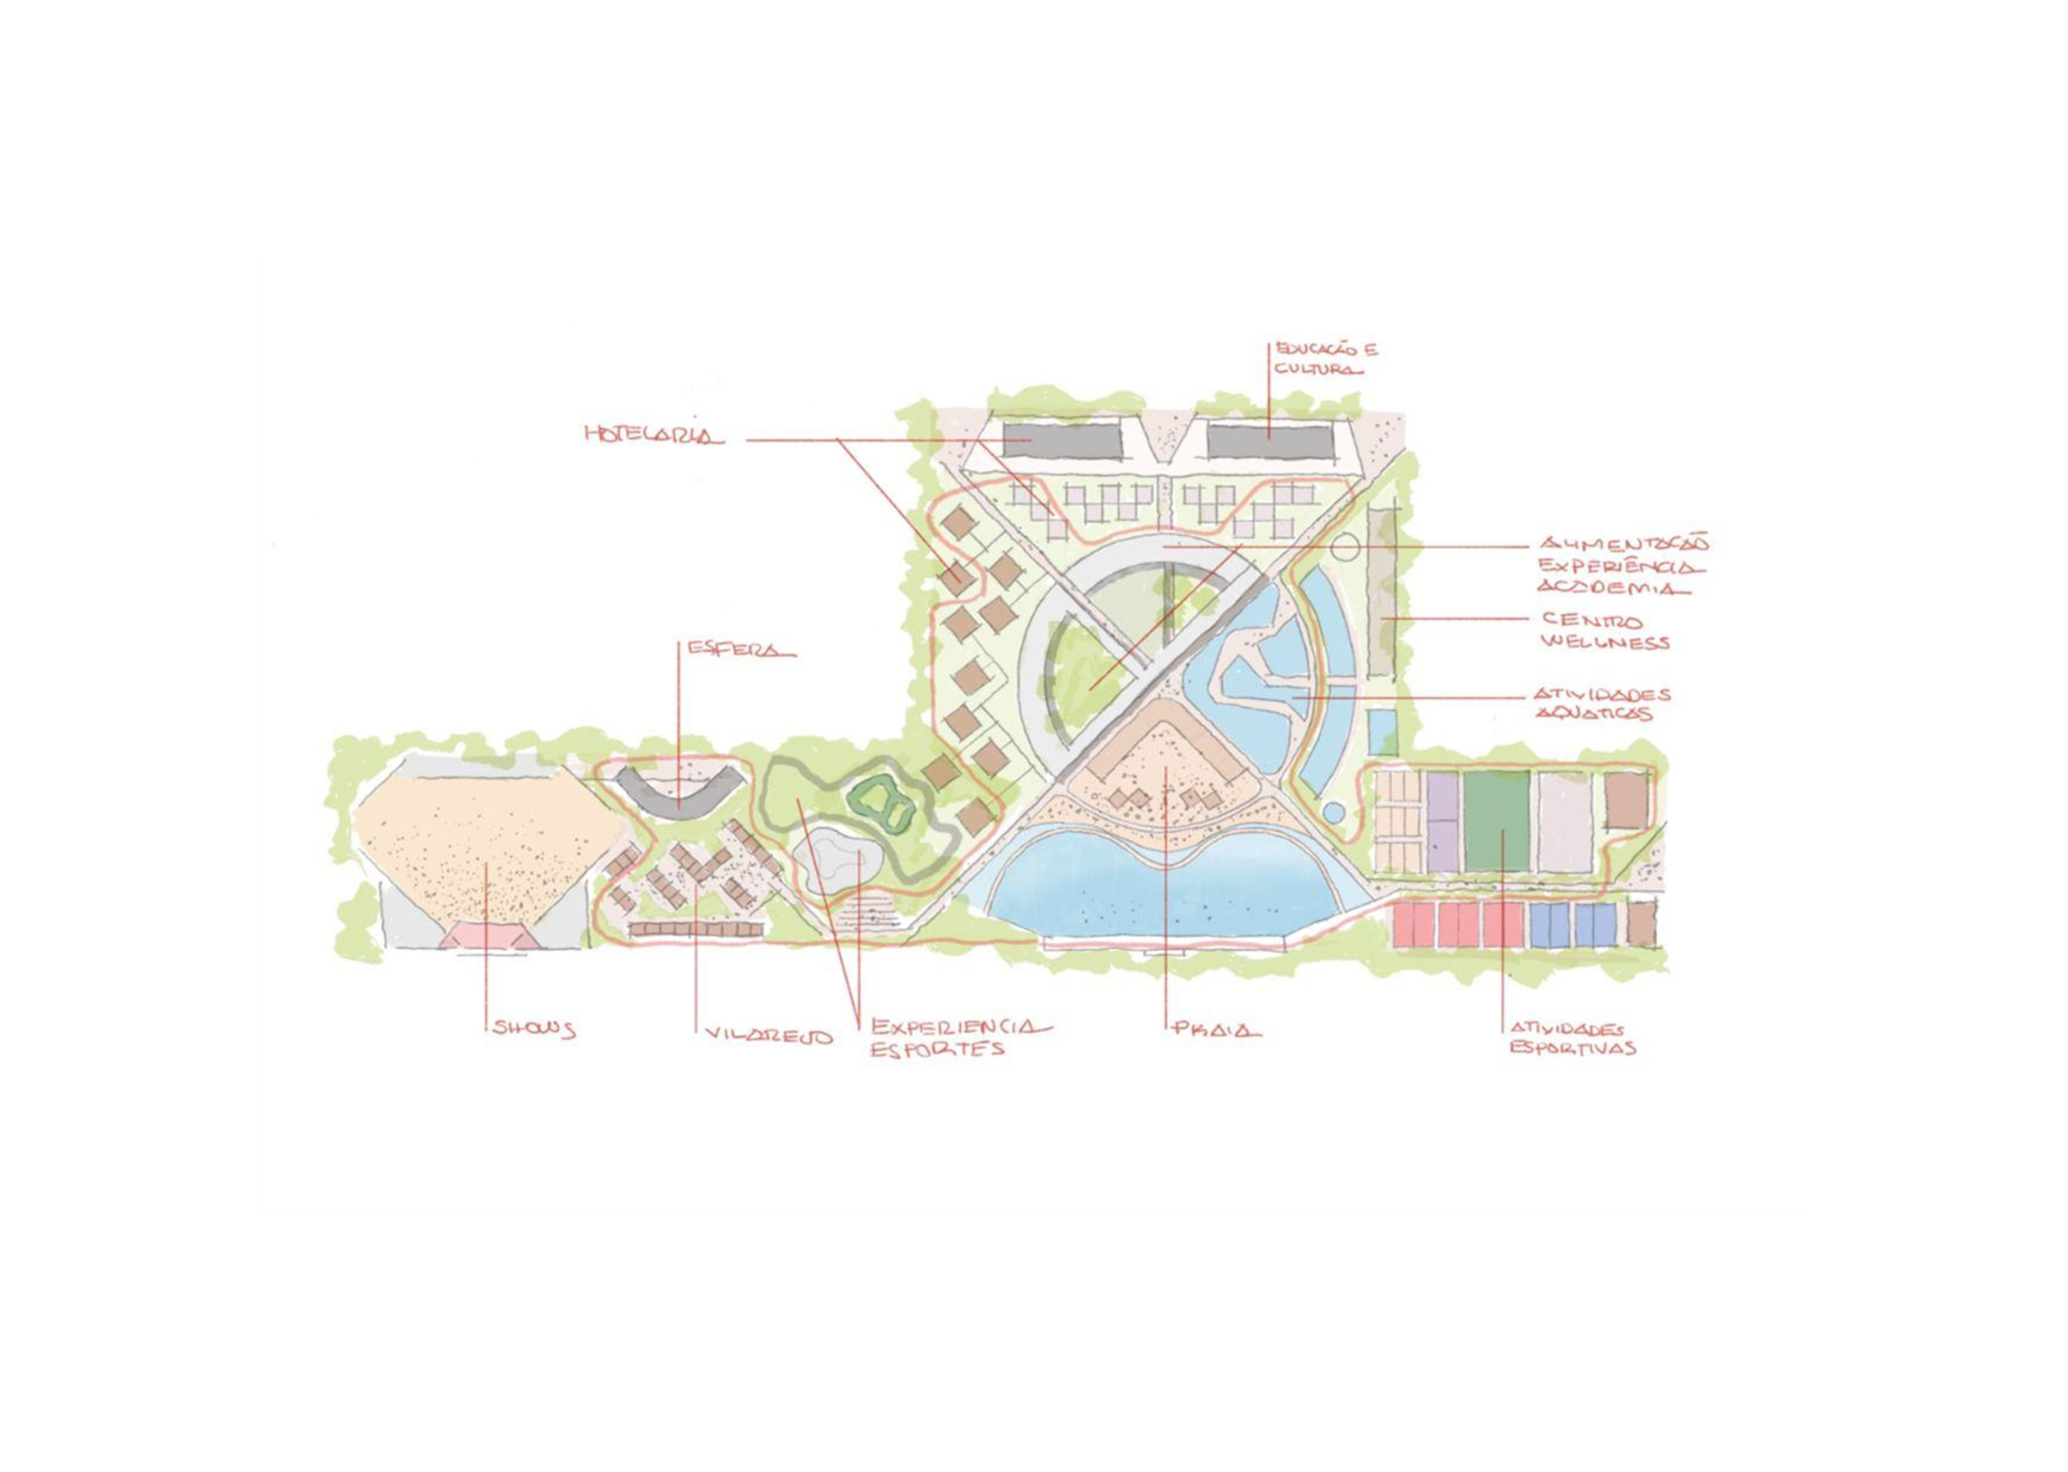 EDUCAÇÃO E
CULTURA
HOTELARIA
ALIMENTAÇÃO
EXPERIÊNCIA
ACADEMIA
CENTRO
WELLNESS
ESFERA
ATIVIDADES
AQUATICAS
SHOWS
VILAREJO
EXPERIENCIA
ESPORTES
PRAIA
ATIVIDADES
ESPORTIVAS